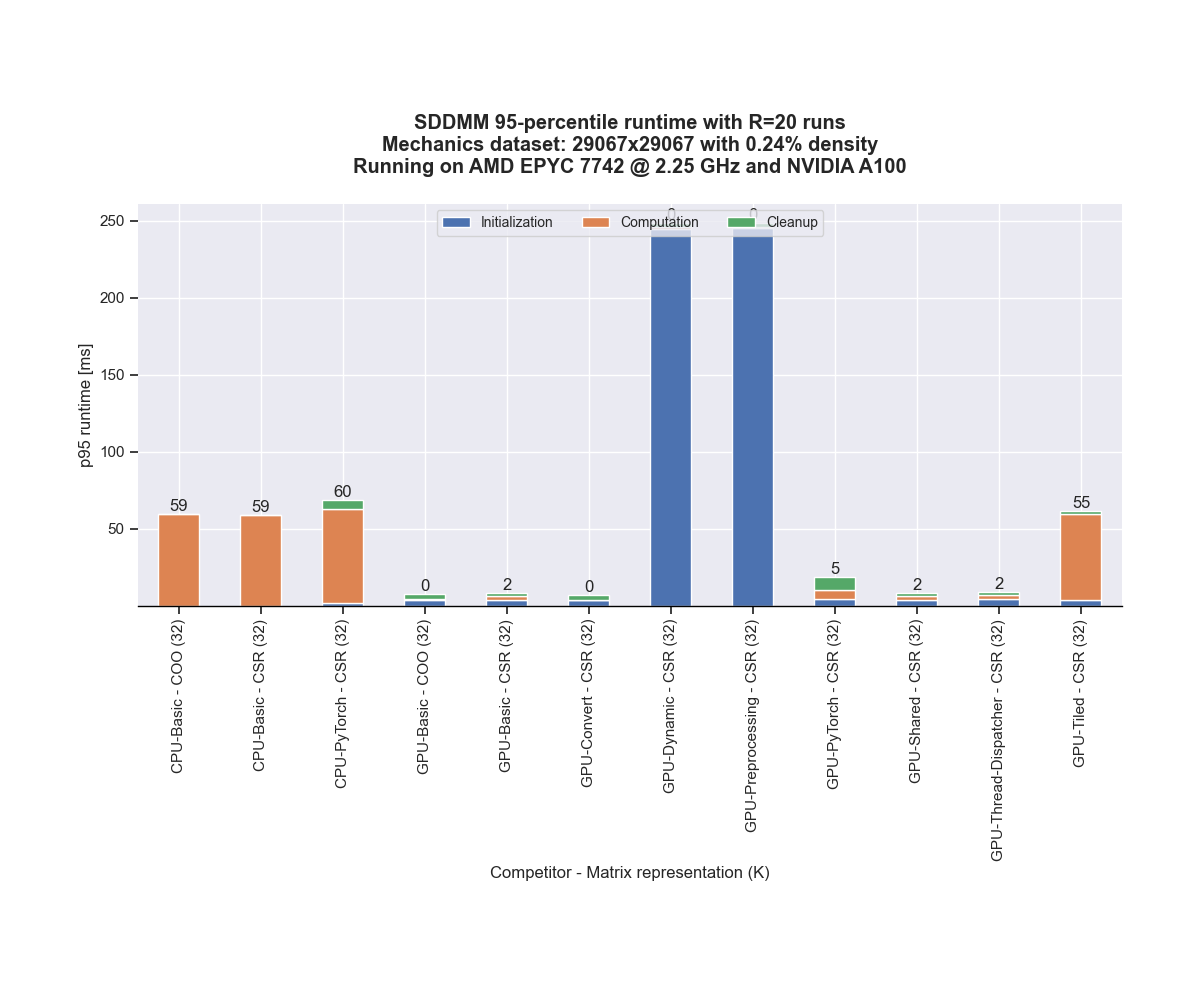 SDDMM 95-percentile runtime with R=20 runs
Mechanics dataset: 29067x29067 with 0.24% density
Running on AMD EPYC 7742 @ 2.25 GHz and NVIDIA A100
Initialization
Computation
Cleanup
p95 runtime [ms]
250
200
150
100
50
59
59
60
0
2
0
0
0
5
2
2
55
CPU-Basic - COO (32)
CPU-Basic - CSR (32)
CPU-PyTorch - CSR (32)
GPU-Basic - COO (32)
GPU-Basic - CSR (32)
GPU-Convert - CSR (32)
GPU-Dynamic - CSR (32)
GPU-Preprocessing - CSR (32)
GPU-PyTorch - CSR (32)
GPU-Shared - CSR (32)
GPU-Thread-Dispatcher - CSR (32)
GPU-Tiled - CSR (32)
Competitor - Matrix representation (K)